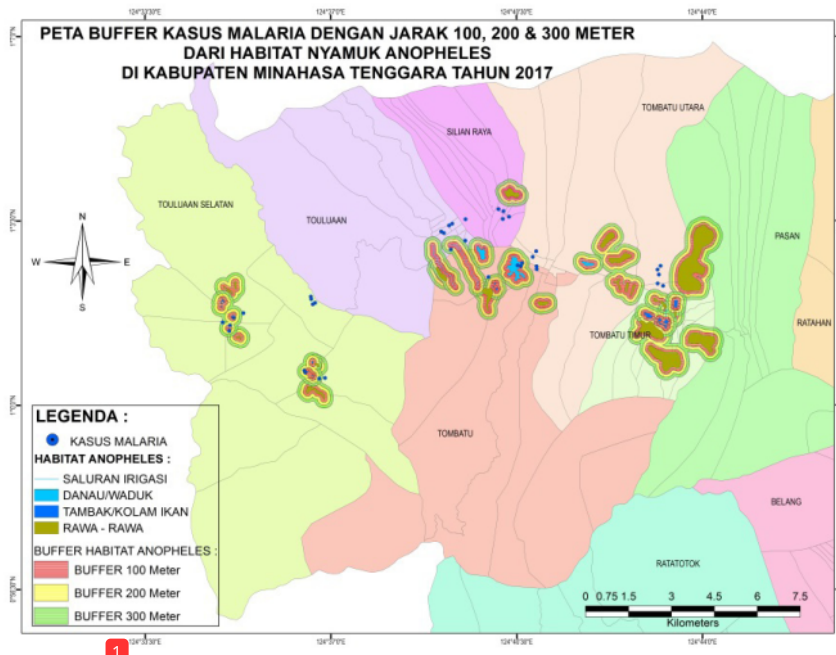 PETA BUFFER KASUS MALARIA DENGAN JARAK 100, 200 & 300 METER
DARI HABITAT NYAMUK ANOPHELES
DI KABUPATEN MINAHASA TENGGARA TAHUN 2017
TOMBATU UTARA
SILIAN RAYA
TOULUAAN SELATAN
TOULUAAN
PASAN
N
W E
S
RATAHAN
TOMBATU TIMUR
TOMBATU
BELANG
RATATOTOK
LEGENDA :
KASUS MALARIA
HABITAT ANOPHELES :
SALURAN IRIGASI
DANAU/WADUK
TAMBAK/KOLAM IKAN
RAWA - RAWA
BUFFER HABITAT ANOPHELES :
BUFFER 100 Meter
BUFFER 200 Meter
BUFFER 300 Meter
0 0.75 1.5 3 4.5 6 7.5
Kilometers
1